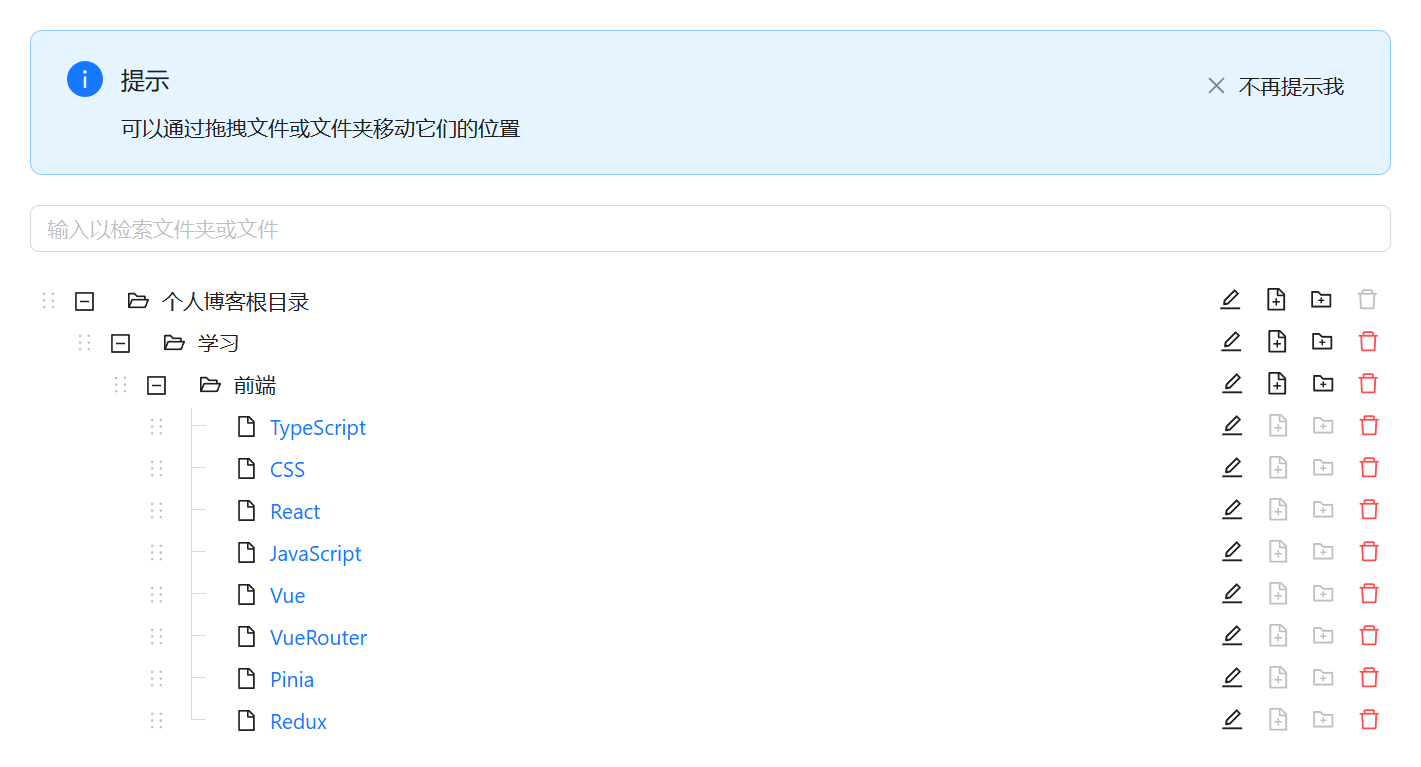 提示
不再提示我
可以通过拖拽文件或文件夹移动它们的位置
输入以检索文件夹或文件
个人博客根目录
学习
前端
TypeScript
CSS
React
JavaScript
Vue
VueRouter
Pinia
Redux